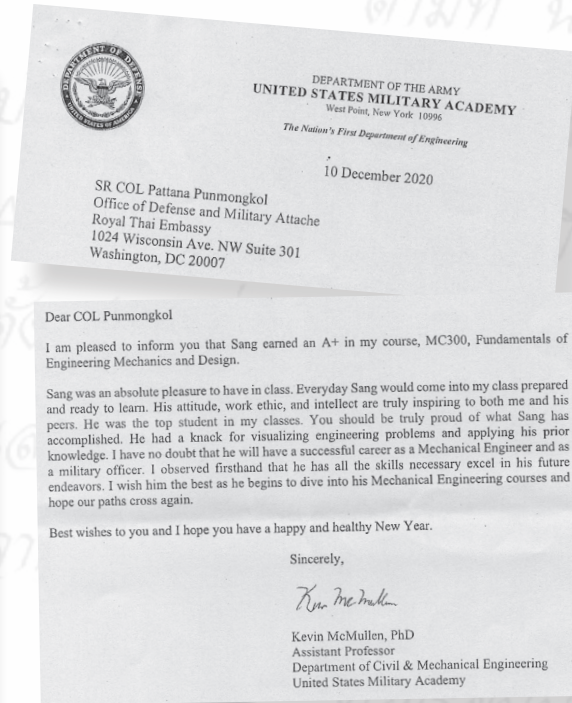 DEPARTMENT OF DEFENSE
UNITED STATES OF AMERICA
DEPARTMENT OF THE ARMY
UNITED STATES MILITARY ACADEMY
West Point, New York 10996
The Nation's First Department of Engineering
10 December 2020
SR COL Pattana Punmongkol
Office of Defense and Military Attache
Royal Thai Embassy
1024 Wisconsin Ave. NW Suite 301
Washington, DC 20007
Dear COL Punmongkol
I am pleased to inform you that Sang earned an A+ in my course, MC300, Fundamentals of
Engineering Mechanics and Design.
Sang was an absolute pleasure to have in class. Everyday Sang would come into my class prepared
and ready to learn. His attitude, work ethic, and intellect are truly inspiring to both me and his
peers. He was the top student in my classes. You should be truly proud of what Sang has
accomplished. He had a knack for visualizing engineering problems and applying his prior
knowledge. I have no doubt that he will have a successful career as a Mechanical Engineer and as
a military officer. I observed firsthand that he has all the skills necessary excel in his future
endeavors. I wish him the best as he begins to dive into his Mechanical Engineering courses and
hope our paths cross again.
Best wishes to you and I hope you have a happy and healthy New Year.
Sincerely,
Kevin McMullen, PhD
Assistant Professor
Department of Civil & Mechanical Engineering
United States Military Academy